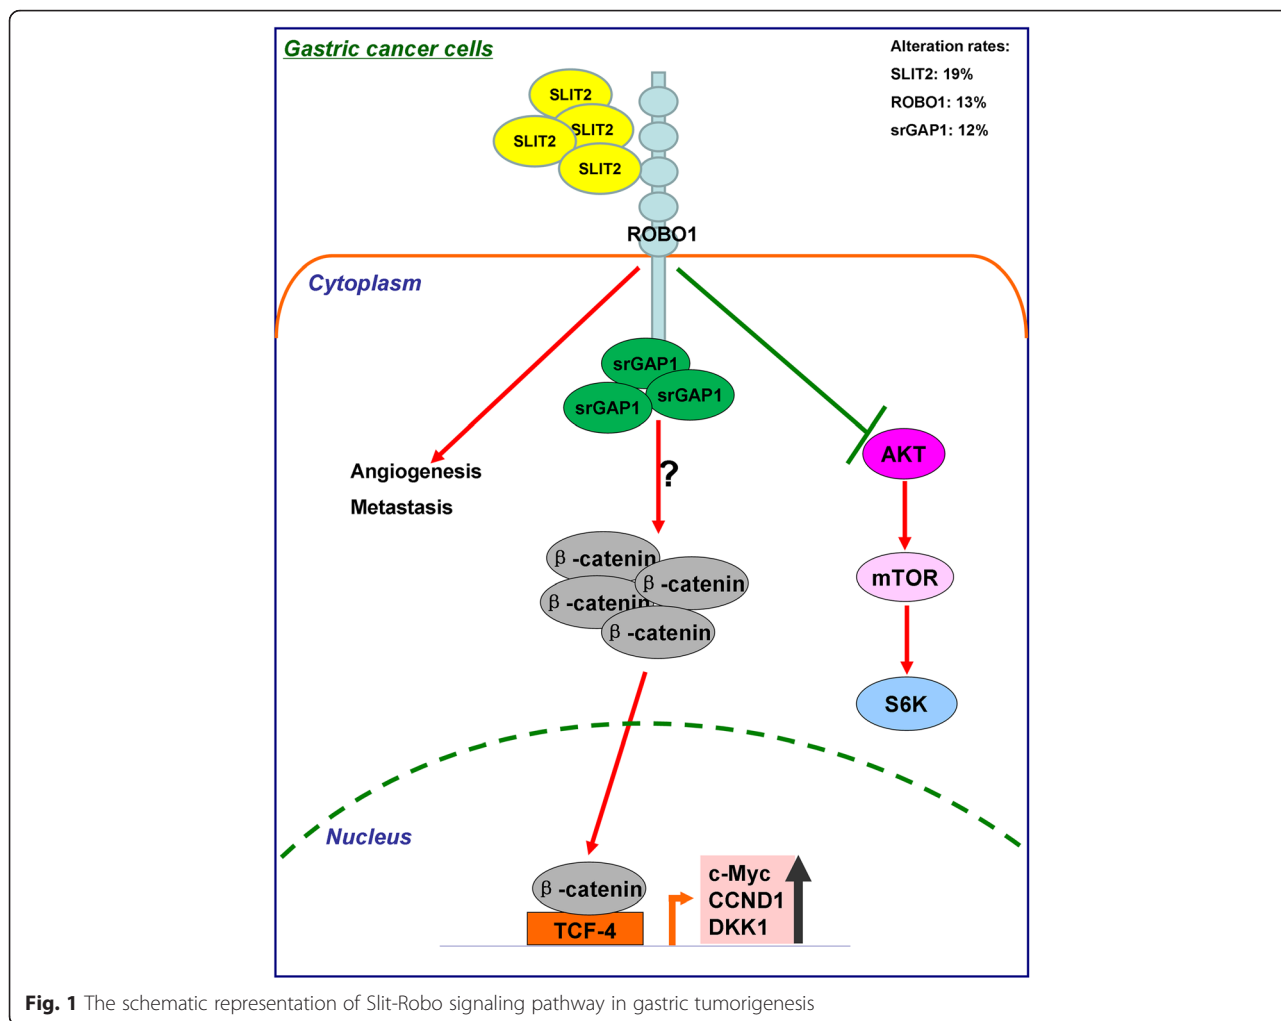 Gastric cancer cells
Alteration rates:
SLIT2: 19%
ROBO1: 13%
srGAP1: 12%
SLIT2
SLIT2
SLIT2
SLIT2
ROBO1
Cytoplasm
srGAP1
srGAP1
srGAP1
AKT
Angiogenesis
Metastasis
?
β-catenin
mTOR
β-catenin
β-catenin
β-catenin
S6K
Nucleus
β-catenin
TCF-4
c-Myc
CCND1
DKK1
Fig. 1 The schematic representation of Slit-Robo signaling pathway in gastric tumorigenesis